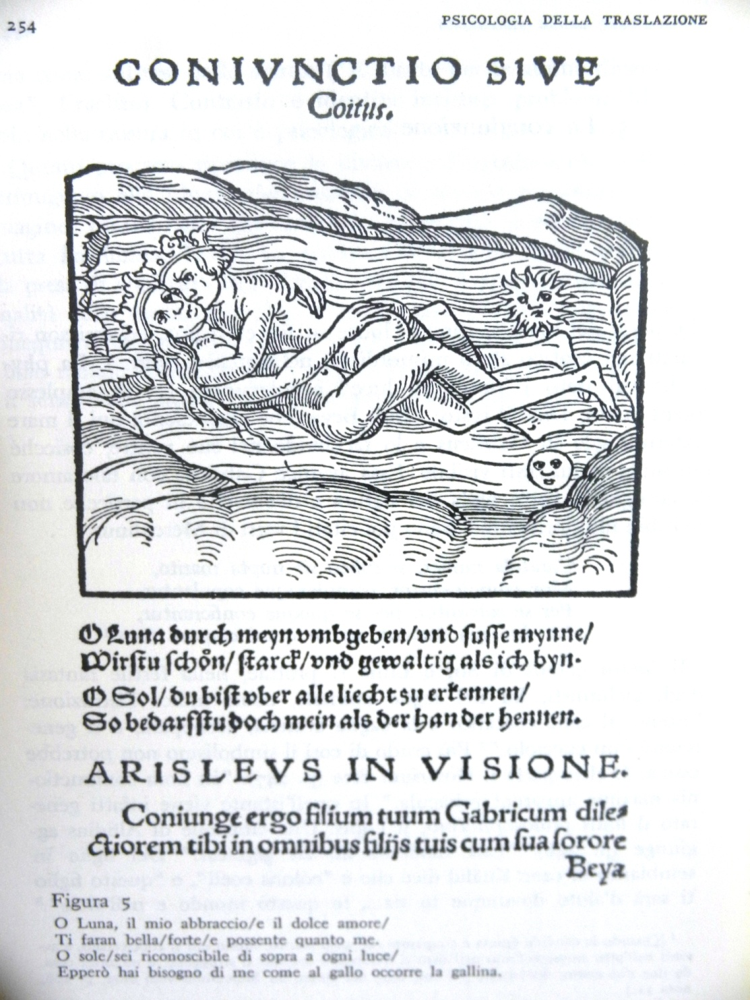 254
PSICOLOGIA DELLA TRASLAZIONE
CONIVNCTIO SIVE
Coitus.
O Luna durch meyn vmbgeben/vnd suſſe mynne/
Wirſtu ſchoͤn/ ſtarck/vnd gewaltig als ich byn.
O Sol/ du biſt vber alle liecht zu erkennen/
So bedarfſtu doch mein als der han der hennen.
ARISLEVS IN VISIONE.
Coniunge ergo filium tuum Gabricum dile⸗
ctiorem tibi in omnibus filijs tuis cum ſua ſorore
Beya
Figura 5
O Luna, il mio abbraccio/e il dolce amore/
Ti faran bella/forte/e possente quanto me.
O sole/sei riconoscibile di sopra a ogni luce/
Epperò hai bisogno di me come al gallo occorre la gallina.